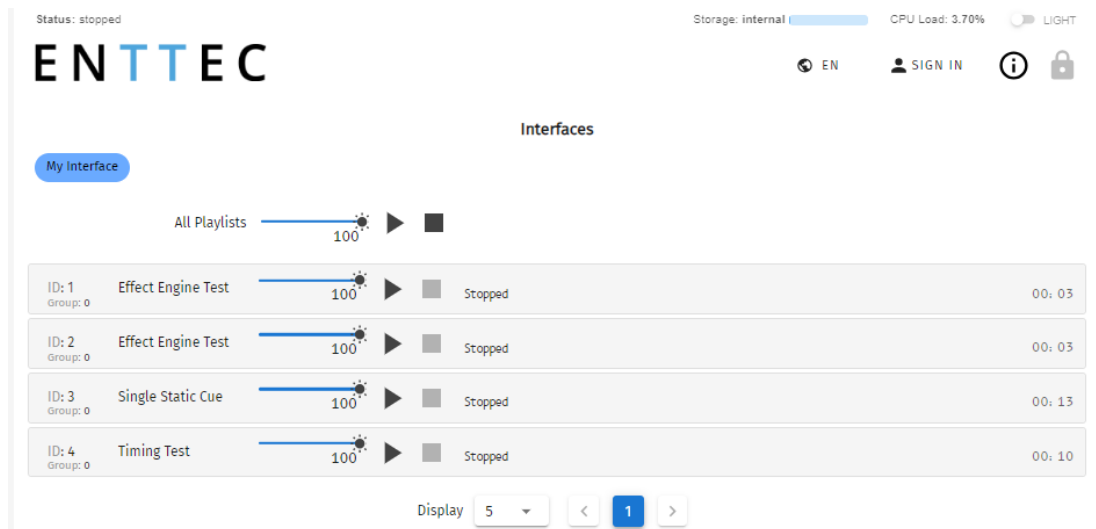 Status: stopped Storage: internal CPU Load: 3.70% LIGHT
ENTTEC
EN SIGN IN
Interfaces
My Interface
All Playlists 100
ID: 1 Effect Engine Test 100 Stopped 00: 03
Group: 0
ID: 2 Effect Engine Test 100 Stopped 00: 03
Group: 0
ID: 3 Single Static Cue 100 Stopped 00: 13
Group: 0
ID: 4 Timing Test 100 Stopped 00: 10
Group: 0
Display 5 < 1 >